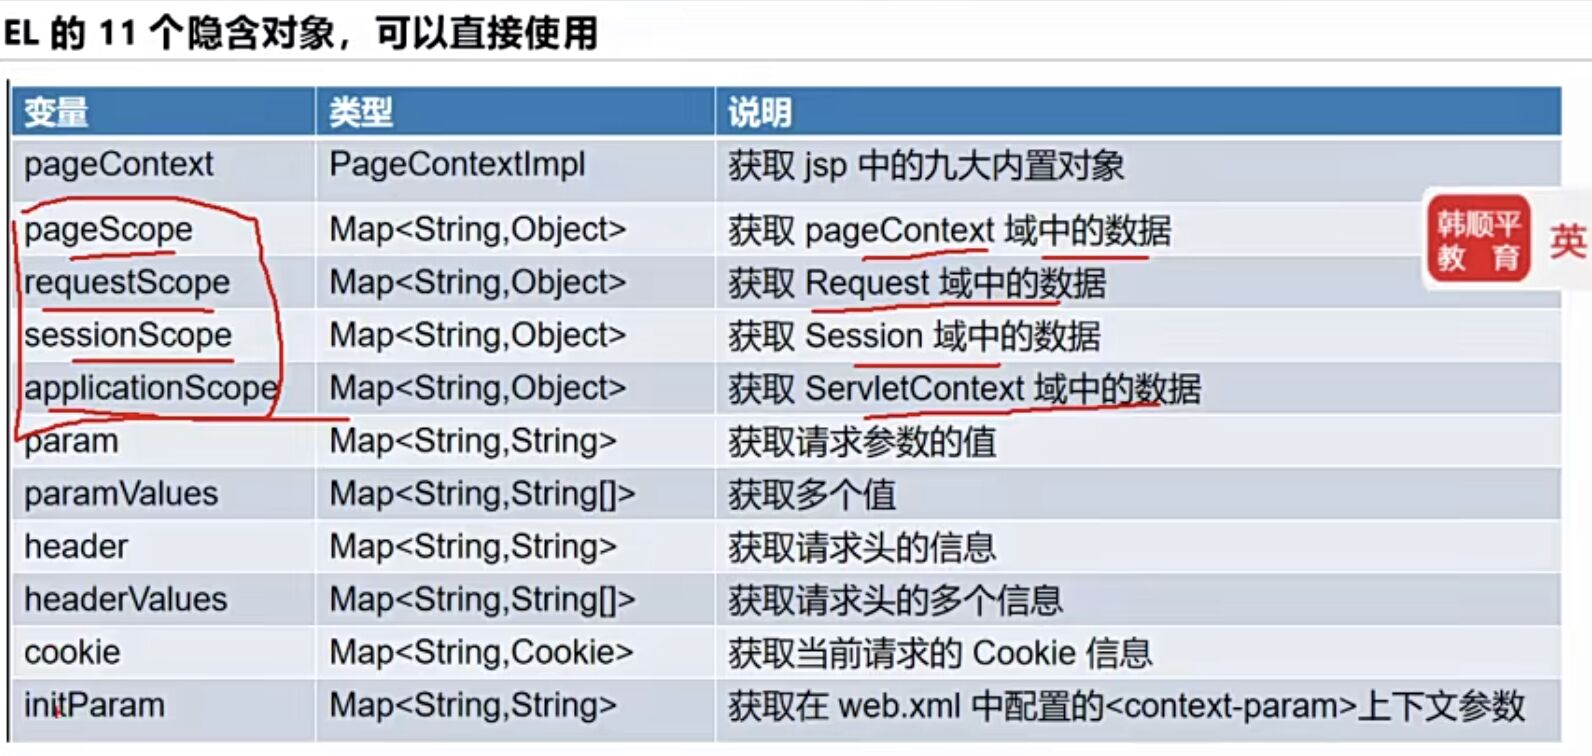 EL 的 11 个隐含对象，可以直接使用
变量 类型 说明
pageContext PageContextImpl 获取 jsp 中的九大内置对象
pageScope Map<String,Object> 获取 pageContext 域中的数据
requestScope Map<String,Object> 获取 Request 域中的数据
sessionScope Map<String,Object> 获取 Session 域中的数据
applicationScope Map<String,Object> 获取 ServletContext 域中的数据
param Map<String,String> 获取请求参数的值
paramValues Map<String,String[]> 获取多个值
header Map<String,String> 获取请求头的信息
headerValues Map<String,String[]> 获取请求头的多个信息
cookie Map<String,Cookie> 获取当前请求的 Cookie 信息
initParam Map<String,String> 获取在 web.xml 中配置的<context-param>上下文参数
韩顺平
教 育
英